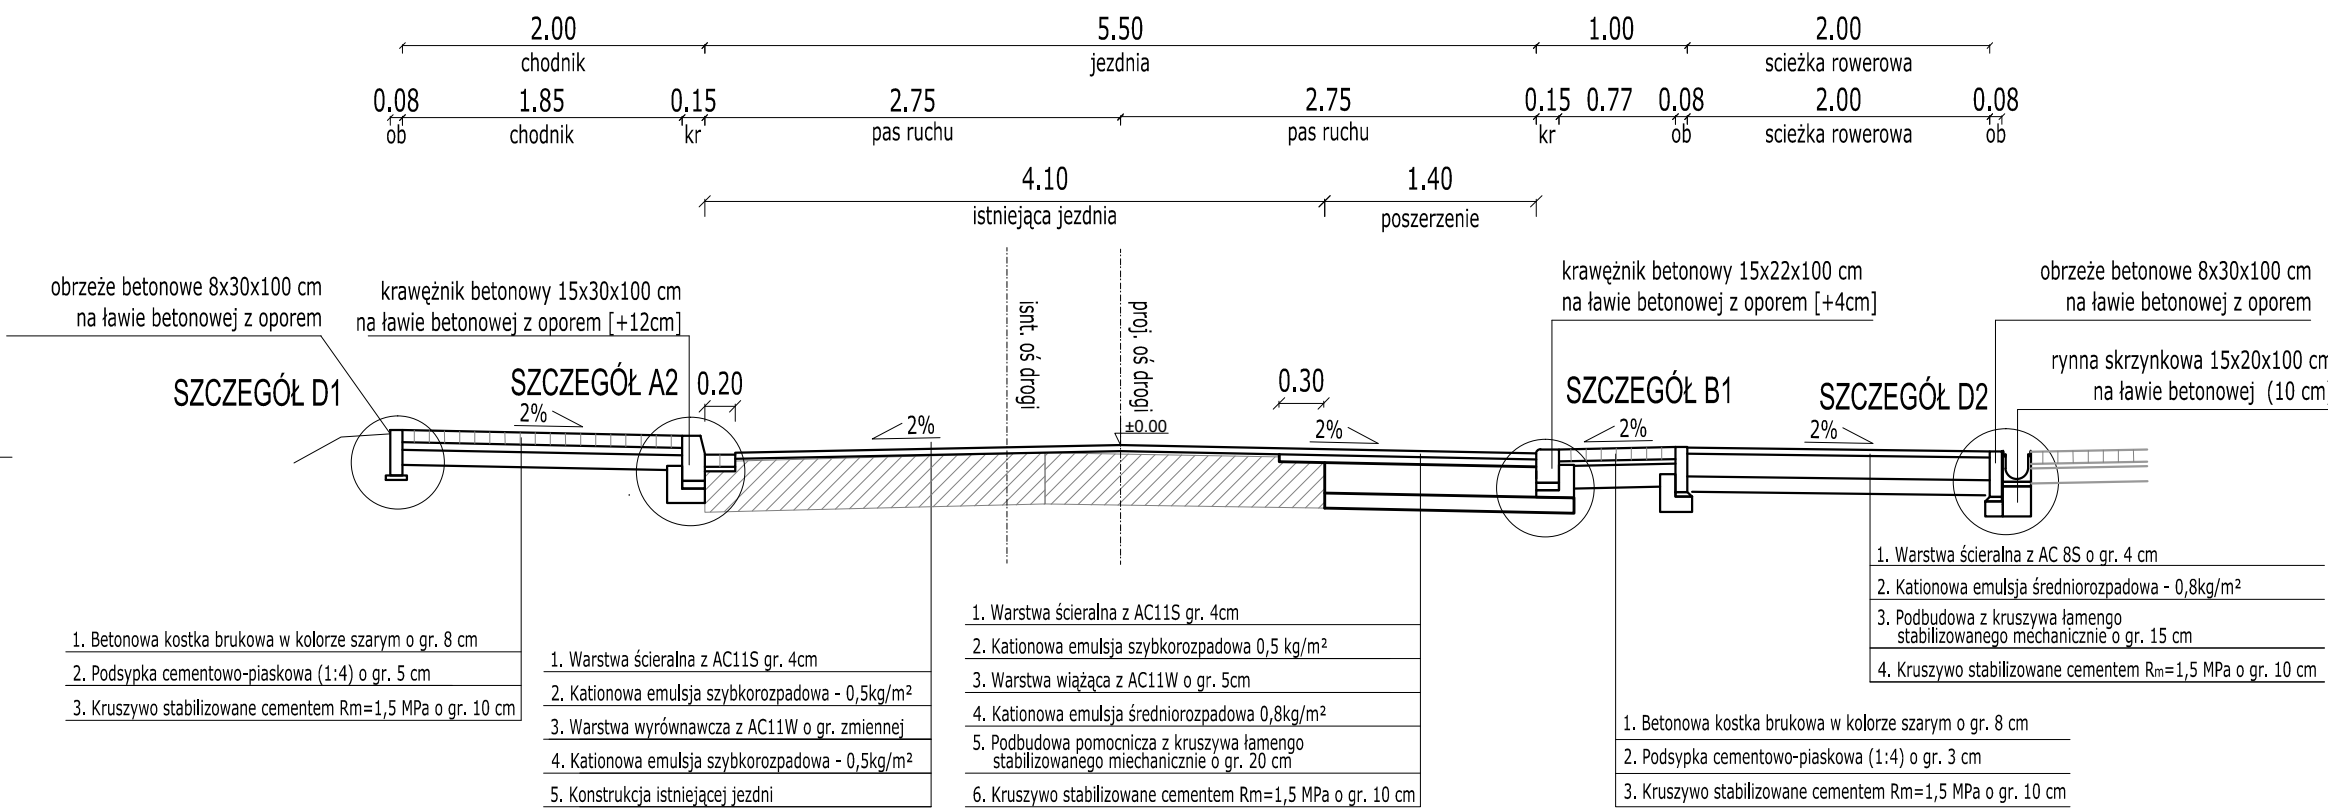 2.00 5.50 1.00 2.00
chodnik jezdnia scieżka rowerowa
0.08 1.85 0.15 2.75 2.75 0.15 0.77 0.08 2.00 0.08
ob chodnik kr pas ruchu pas ruchu kr ob scieżka rowerowa ob
4.10 1.40
istniejąca jezdnia poszerzenie
obrzeże betonowe 8x30x100 cm
na ławie betonowej z oporem
krawężnik betonowy 15x30x100 cm
na ławie betonowej z oporem [+12cm]
isnt. oś drogi
proj. oś drogi
±0.00
krawężnik betonowy 15x22x100 cm
na ławie betonowej z oporem [+4cm]
obrzeże betonowe 8x30x100 cm
na ławie betonowej z oporem
rynna skrzynkowa 15x20x100 cm
na ławie betonowej (10 cm)
SZCZEGÓŁ D1
SZCZEGÓŁ A2
0.20
0.30
SZCZEGÓŁ B1
SZCZEGÓŁ D2
2%
2%
2%
2%
2%
1. Betonowa kostka brukowa w kolorze szarym o gr. 8 cm
2. Podsypka cementowo-piaskowa (1:4) o gr. 5 cm
3. Kruszywo stabilizowane cementem Rm=1,5 MPa o gr. 10 cm
1. Warstwa ścieralna z AC11S gr. 4cm
2. Kationowa emulsja szybkorozpadowa - 0,5kg/m²
3. Warstwa wyrównawcza z AC11W o gr. zmiennej
4. Kationowa emulsja szybkorozpadowa - 0,5kg/m²
5. Konstrukcja istniejącej jezdni
1. Warstwa ścieralna z AC11S gr. 4cm
2. Kationowa emulsja szybkorozpadowa 0,5 kg/m²
3. Warstwa wiążąca z AC11W o gr. 5cm
4. Kationowa emulsja średniorozpadowa 0,8kg/m²
5. Podbudowa pomocnicza z kruszywa łamengo
stabilizowanego miechanicznie o gr. 20 cm
6. Kruszywo stabilizowane cementem Rm=1,5 MPa o gr. 10 cm
1. Betonowa kostka brukowa w kolorze szarym o gr. 8 cm
2. Podsypka cementowo-piaskowa (1:4) o gr. 3 cm
3. Kruszywo stabilizowane cementem Rm=1,5 MPa o gr. 10 cm
1. Warstwa ścieralna z AC 8S o gr. 4 cm
2. Kationowa emulsja średniorozpadowa - 0,8kg/m²
3. Podbudowa z kruszywa łamengo
stabilizowanego mechanicznie o gr. 15 cm
4. Kruszywo stabilizowane cementem Rm=1,5 MPa o gr. 10 cm